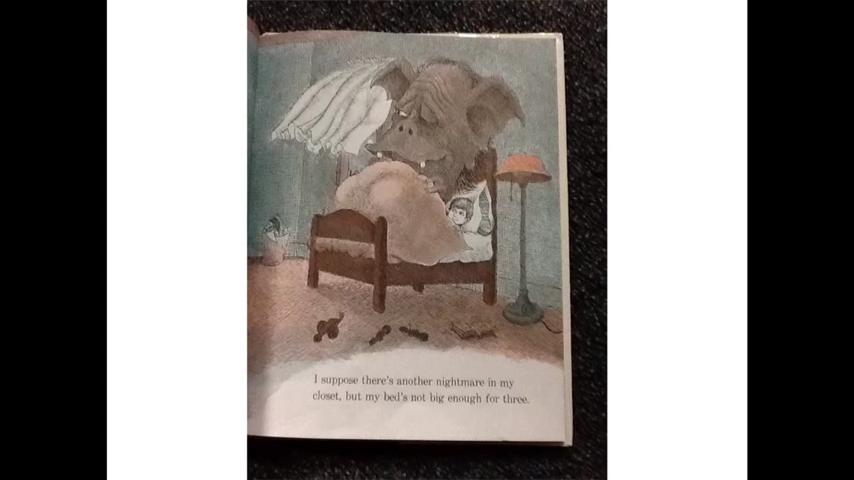 I suppose there's another nightmare in my
closet, but my bed's not big enough for three.